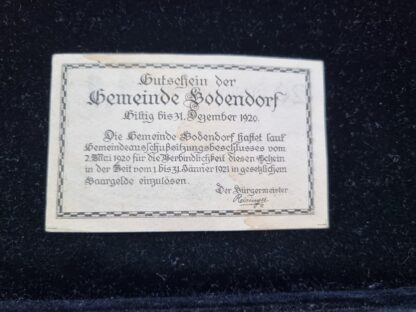 Gutschein der
Gemeinde Bodendorf
Giltig bis 31. Dezember 1920.
Die Gemeinde Bodendorf haftet laut
Gemeindeausschußsitzungsbeschlusses vom
2. Mai 1920 für die Verbindlichkeit diesen Schein
in der Zeit vom 1 bis 31. Jänner 1921 in gesetzlichem
Baargelde einzulösen.
Der Bürgermeister